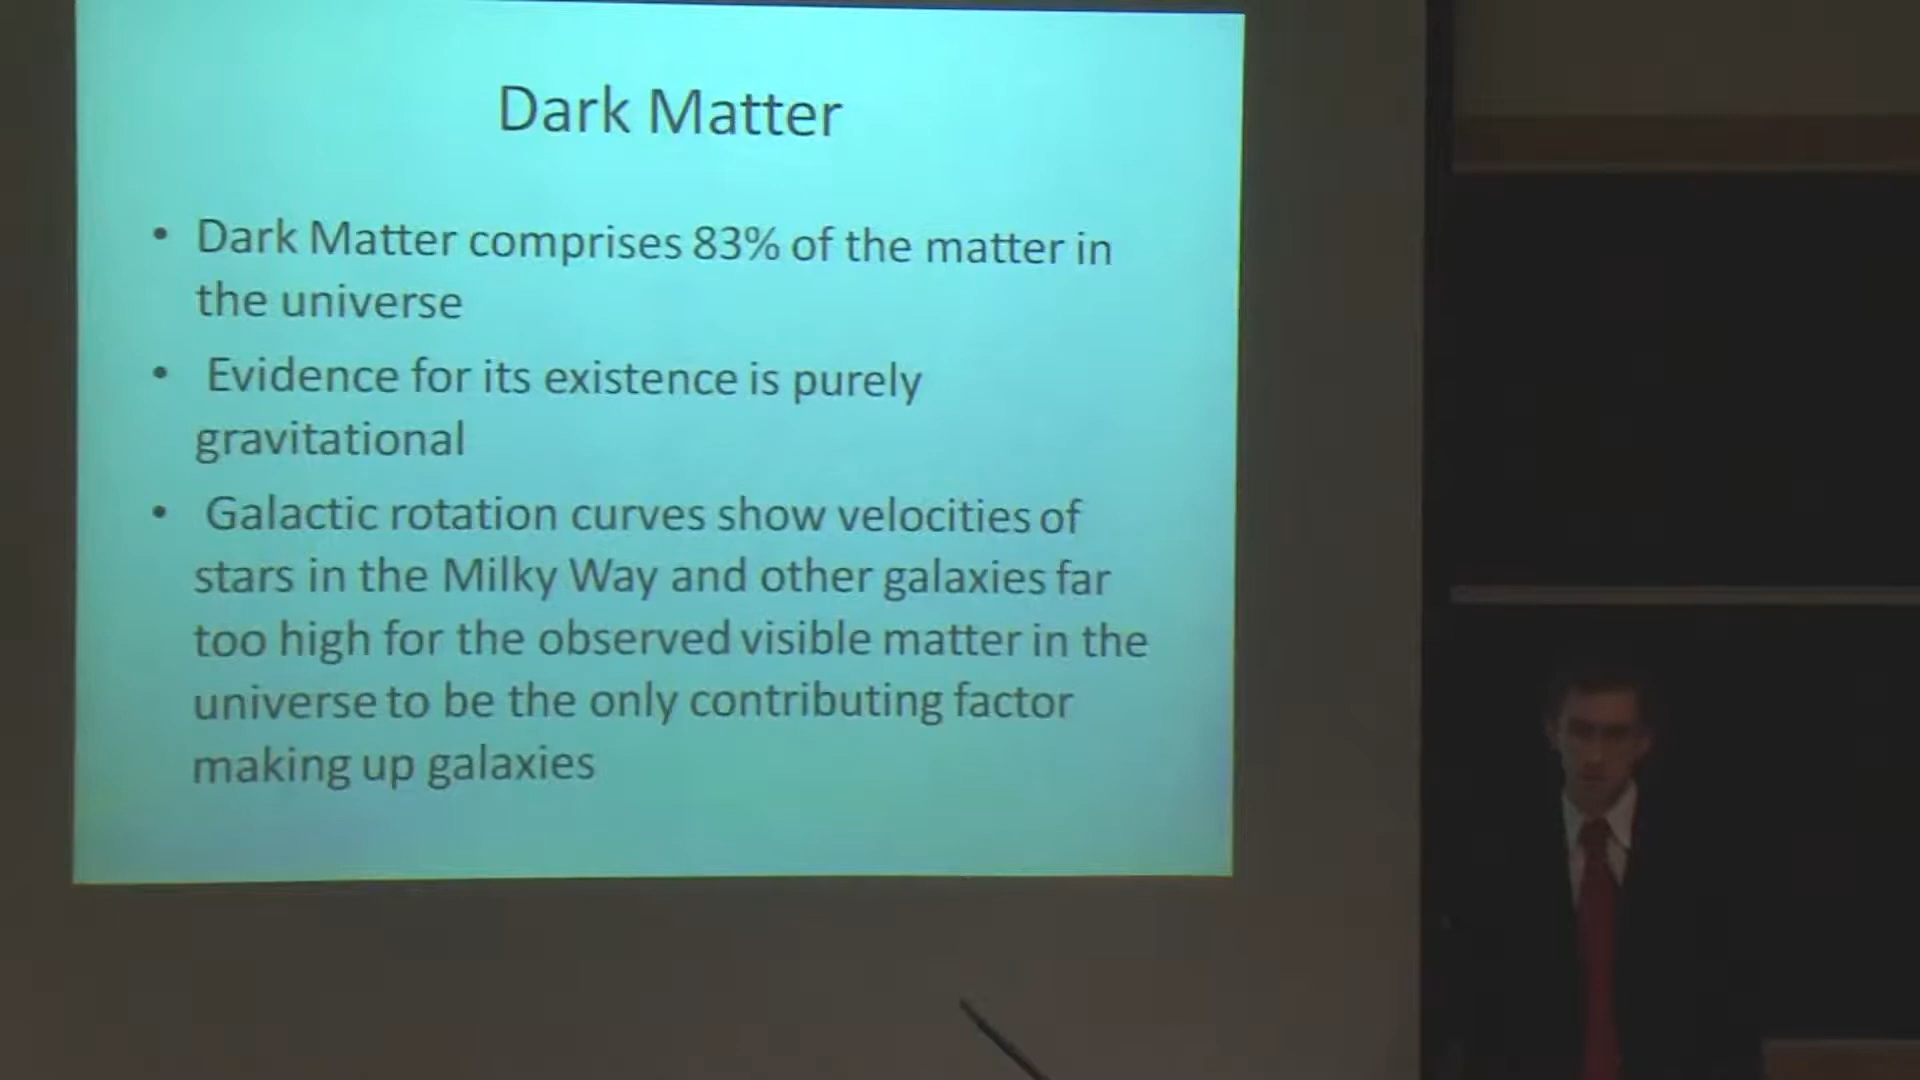 Dark Matter
• Dark Matter comprises 83% of the matter in
the universe
• Evidence for its existence is purely
gravitational
• Galactic rotation curves show velocities of
stars in the Milky Way and other galaxies far
too high for the observed visible matter in the
universe to be the only contributing factor
making up galaxies